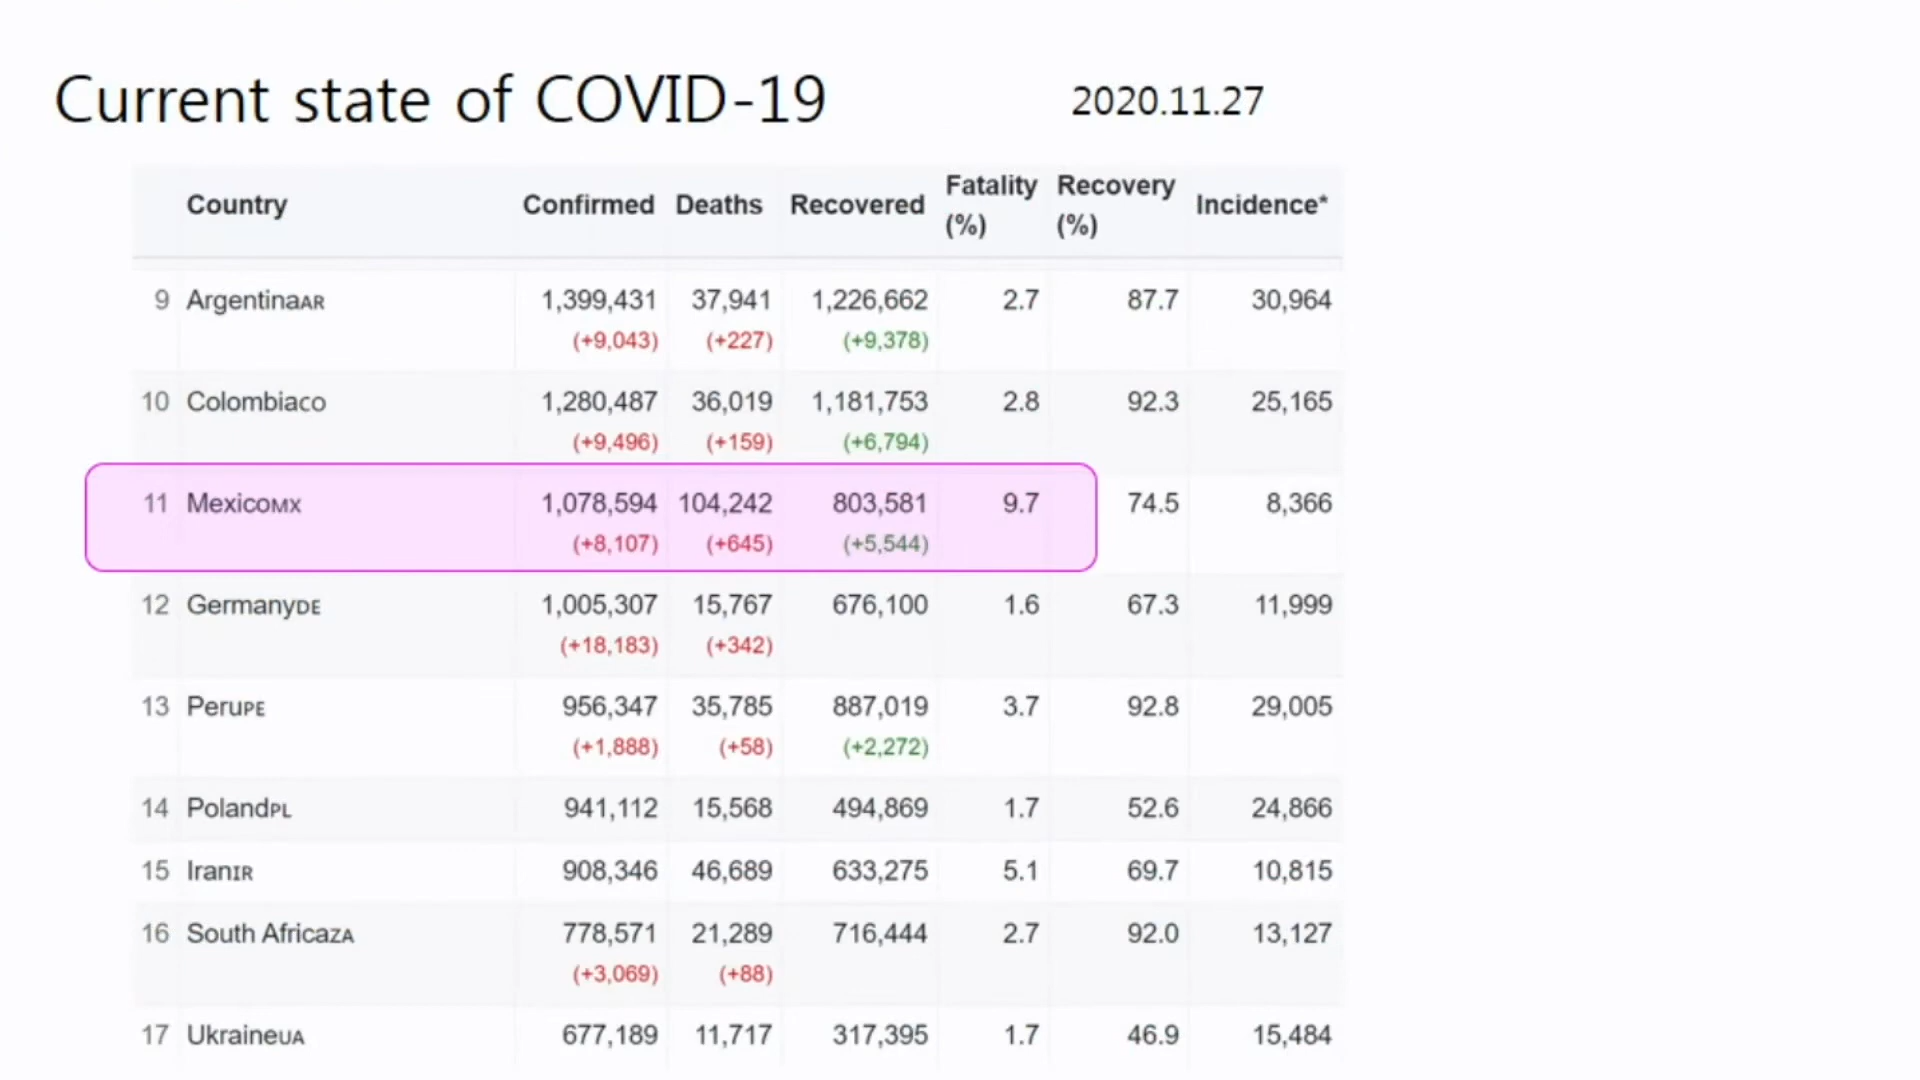 Current state of COVID-19 2020.11.27
Country Confirmed Deaths Recovered Fatality (%) Recovery (%) Incidence*
9 ArgentinaAR 1,399,431 37,941 1,226,662 2.7 87.7 30,964
(+9,043) (+227) (+9,378)
10 ColombiaCO 1,280,487 36,019 1,181,753 2.8 92.3 25,165
(+9,496) (+159) (+6,794)
11 MexicoMX 1,078,594 104,242 803,581 9.7 74.5 8,366
(+8,107) (+645) (+5,544)
12 GermanyDE 1,005,307 15,767 676,100 1.6 67.3 11,999
(+18,183) (+342)
13 PeruPE 956,347 35,785 887,019 3.7 92.8 29,005
(+1,888) (+58) (+2,272)
14 PolandPL 941,112 15,568 494,869 1.7 52.6 24,866
15 IranIR 908,346 46,689 633,275 5.1 69.7 10,815
16 South AfricaZA 778,571 21,289 716,444 2.7 92.0 13,127
(+3,069) (+88)
17 UkraineUA 677,189 11,717 317,395 1.7 46.9 15,484